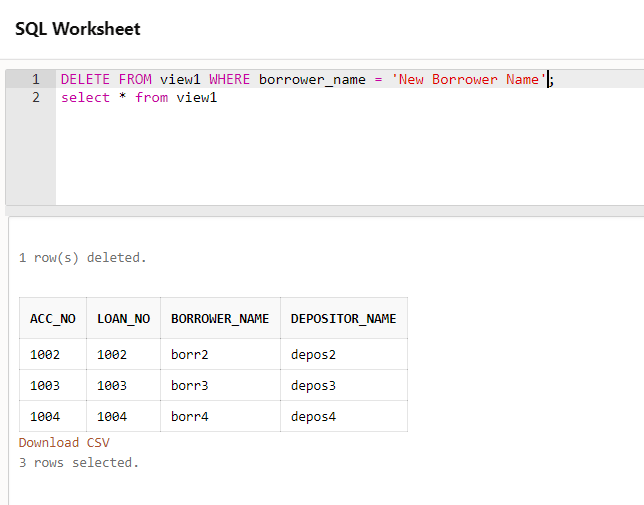 SQL Worksheet
1 DELETE FROM view1 WHERE borrower_name = 'New Borrower Name';
2 select * from view1
1 row(s) deleted.
ACC_NO LOAN_NO BORROWER_NAME DEPOSITOR_NAME
1002 1002 borr2 depos2
1003 1003 borr3 depos3
1004 1004 borr4 depos4
Download CSV
3 rows selected.